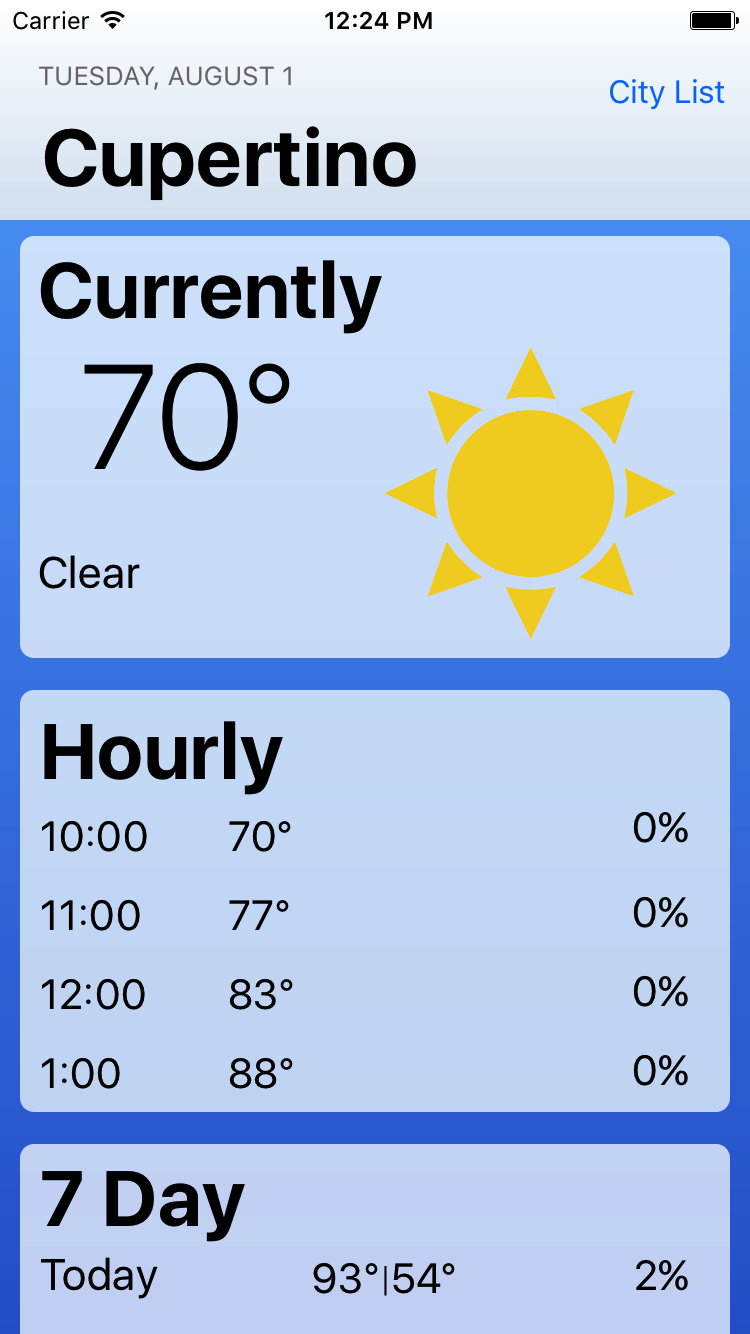 Carrier 12:24 PM
TUESDAY, AUGUST 1
City List
Cupertino
Currently
70°
Clear
Hourly
10:00 70° 0%
11:00 77° 0%
12:00 83° 0%
1:00 88° 0%
7 Day
Today 93°|54° 2%